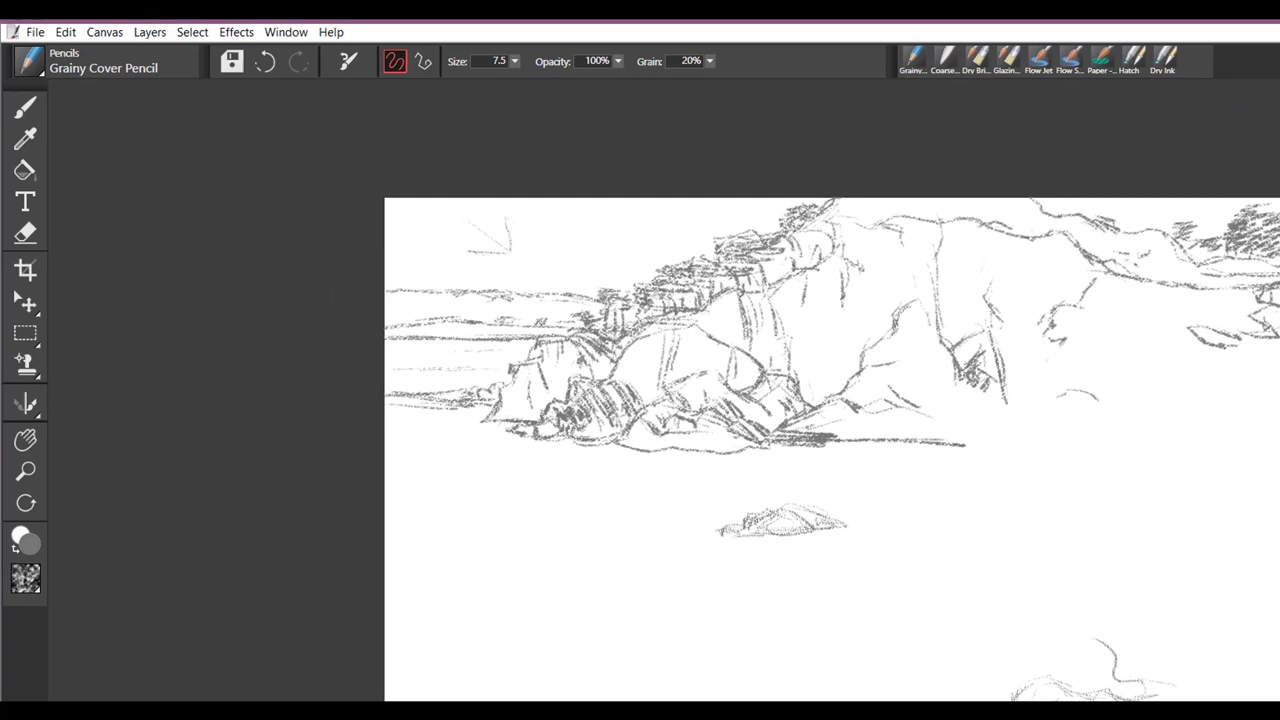 File Edit Canvas Layers Select Effects Window Help
Pencils
Grainy Cover Pencil
Size: 7.5 Opacity: 100% Grain: 20%
Grainy... Coarse... Dry Bri... Glazin... Flow Jet Flow S... Paper -... Hatch Dry Ink
T